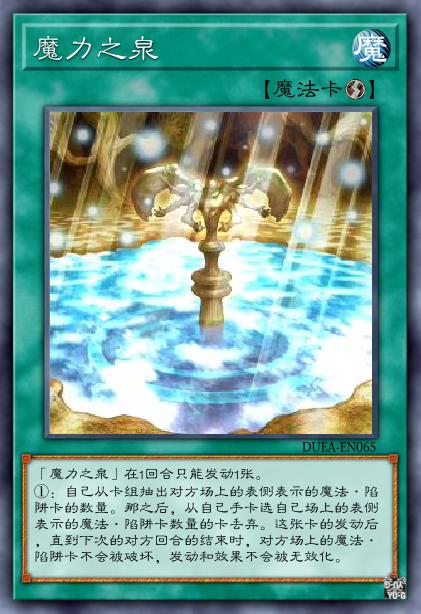 魔力之泉
魔
【魔法卡】
DUEA-EN065
「魔力之泉」在1回合只能发动1张。
①：自己从卡组抽出对方场上的表侧表示的魔法·陷
阱卡的数量。那之后，从自己手卡选自己场上的表侧
表示的魔法·陷阱卡数量的卡丢弃。这张卡的发动后
，直到下次的对方回合的结束时，对方场上的魔法·
陷阱卡不会被破坏，发动和效果不会被无效化。